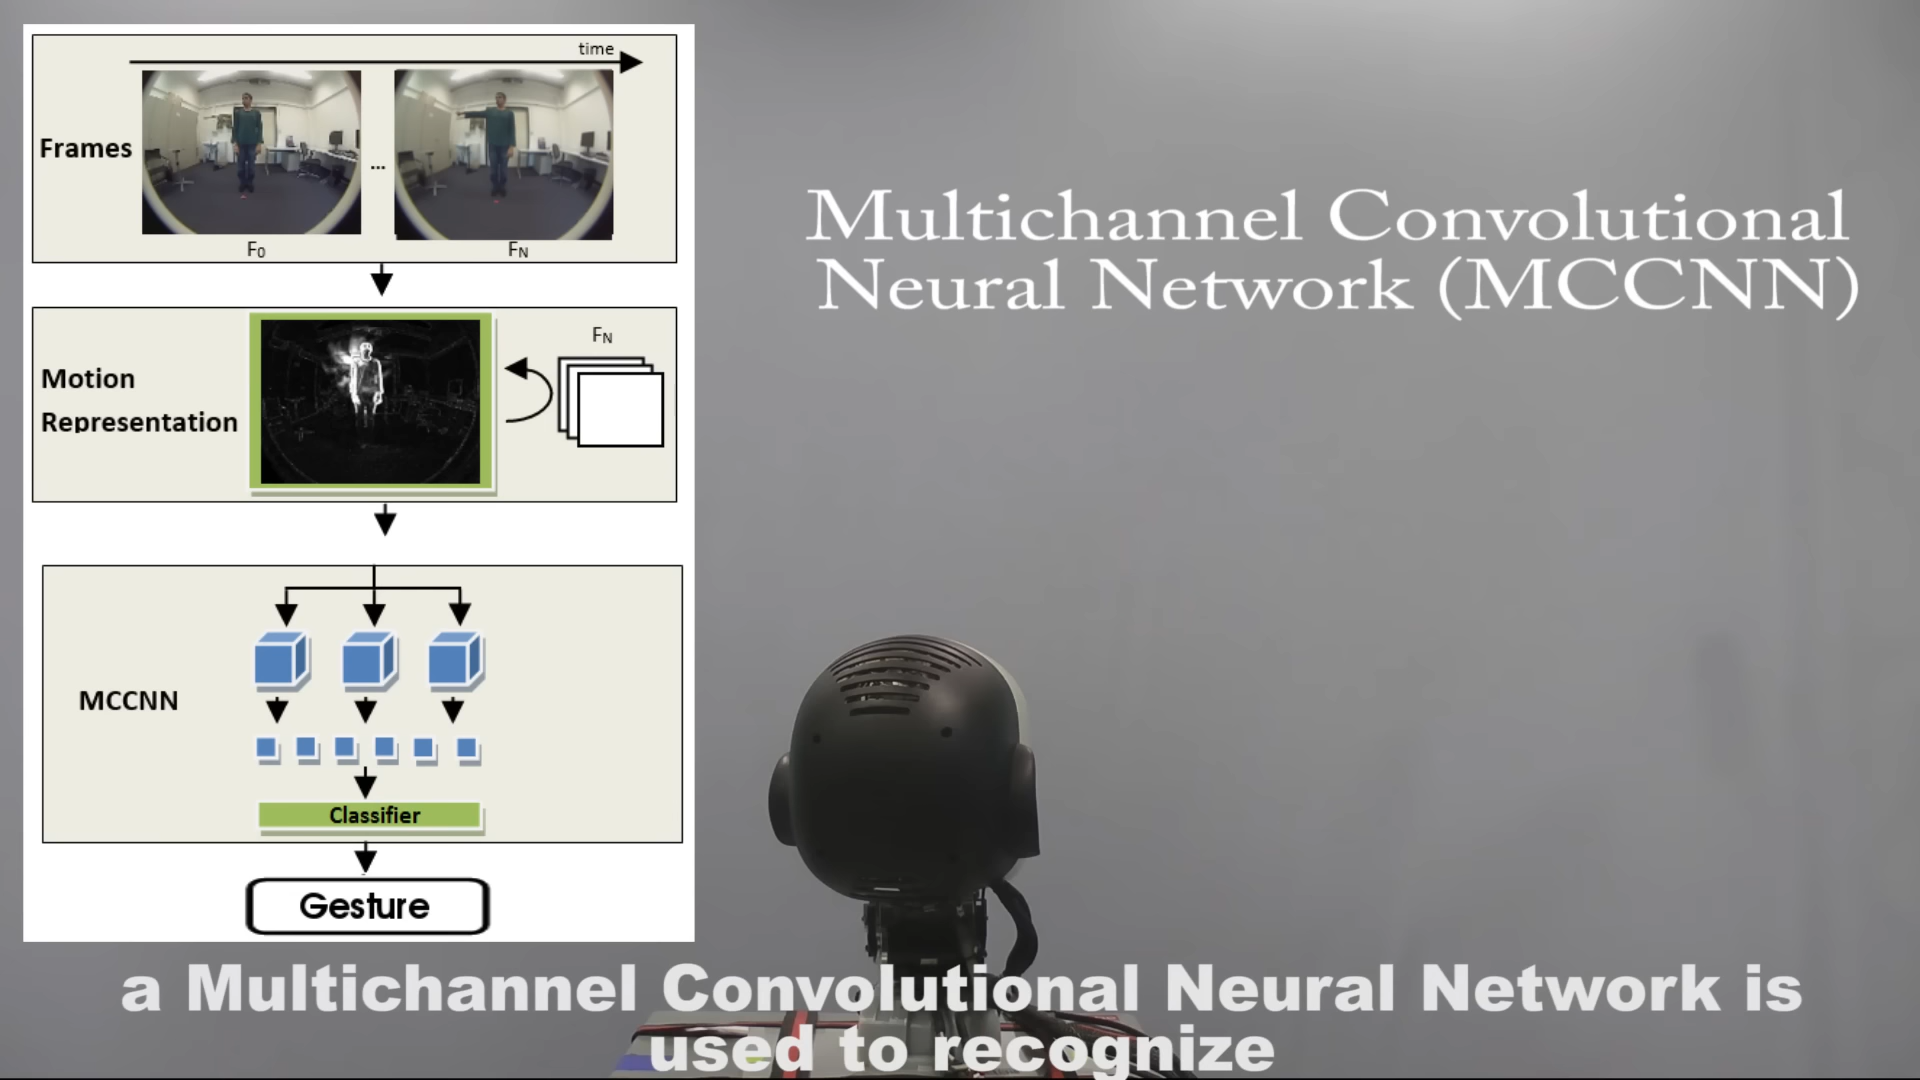 time
Frames
...
F0
FN
Motion
Representation
FN
MCCNN
Classifier
Gesture
Multichannel Convolutional
Neural Network (MCCNN)
a Multichannel Convolutional Neural Network is
used to recognize